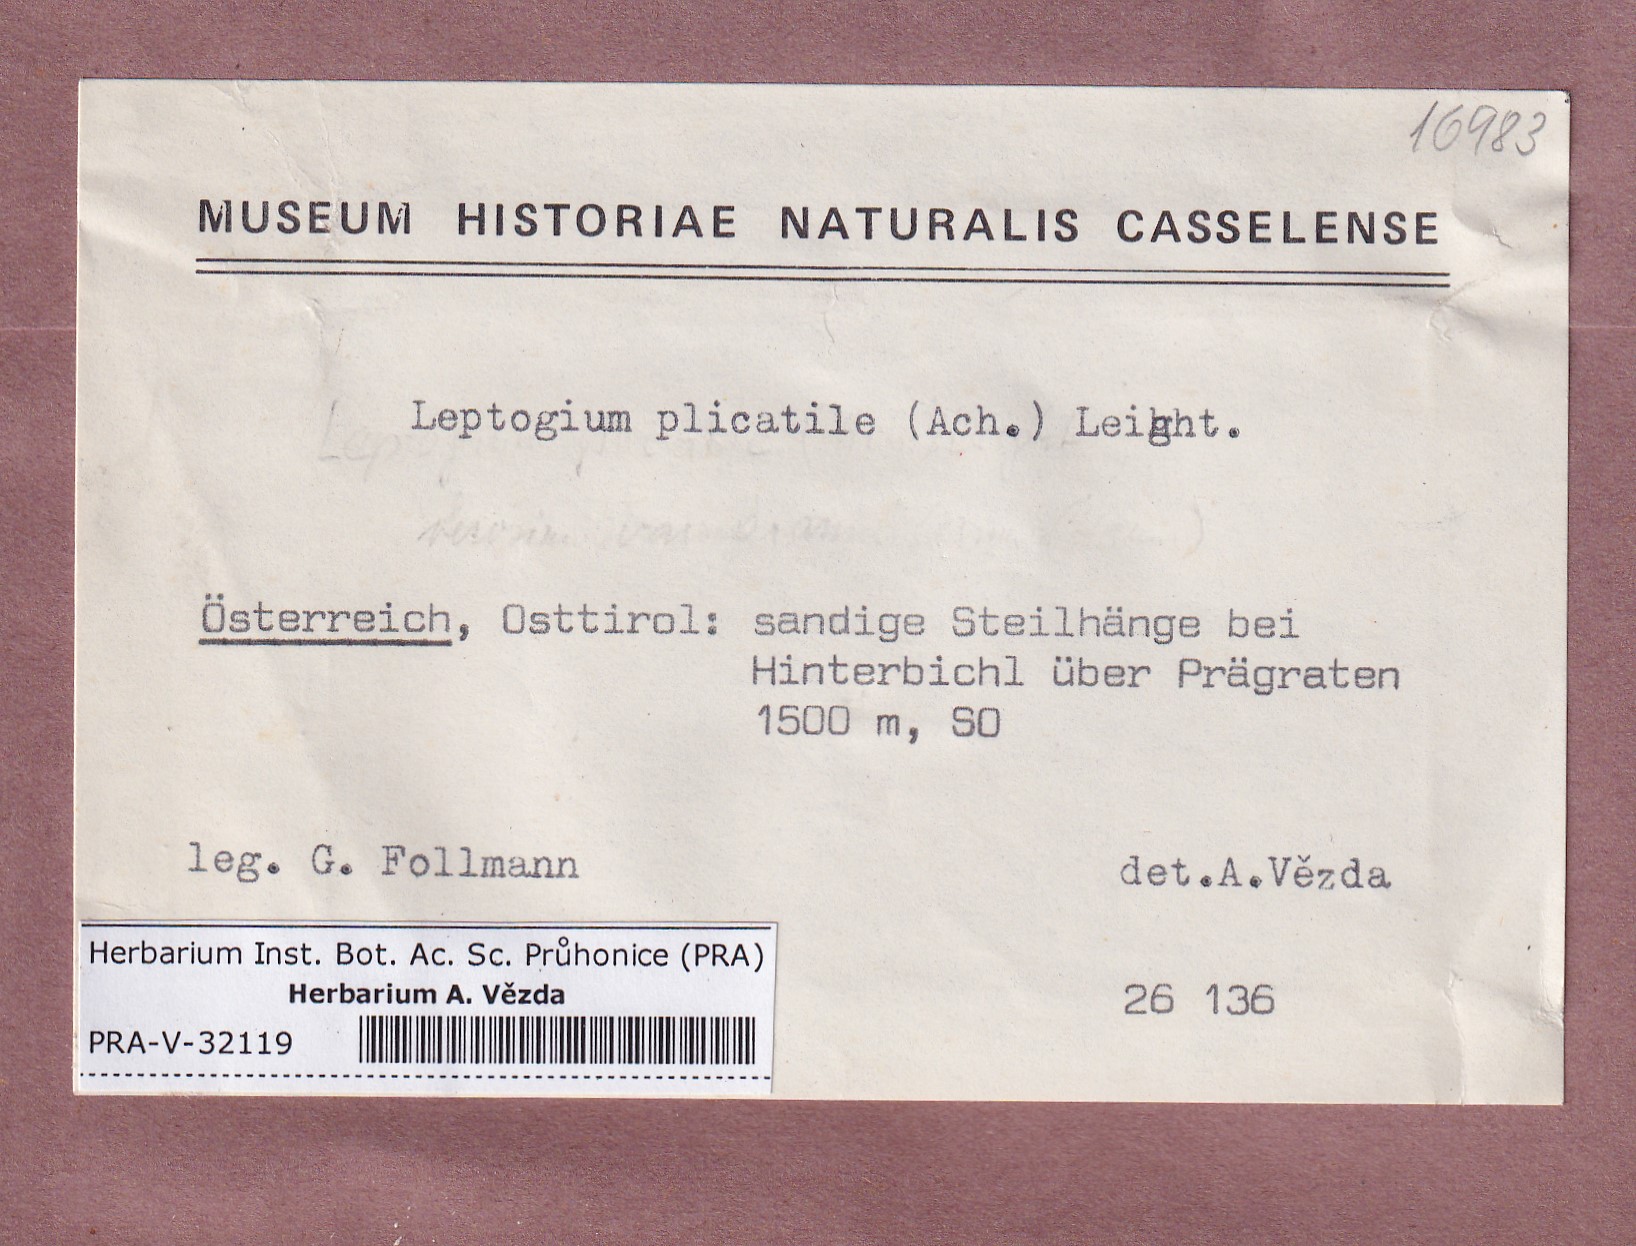 16983
MUSEUM HISTORIAE NATURALIS CASSELENSE
Leptogium plicatile (Ach.) Leight.
Österreich, Osttirol: sandige Steilhänge bei
Hinterbichl über Prägraten
1500 m, SO
leg. G. Follmann
det.A.Vězda
26 136
Herbarium Inst. Bot. Ac. Sc. Průhonice (PRA)
Herbarium A. Vězda
PRA-V-32119